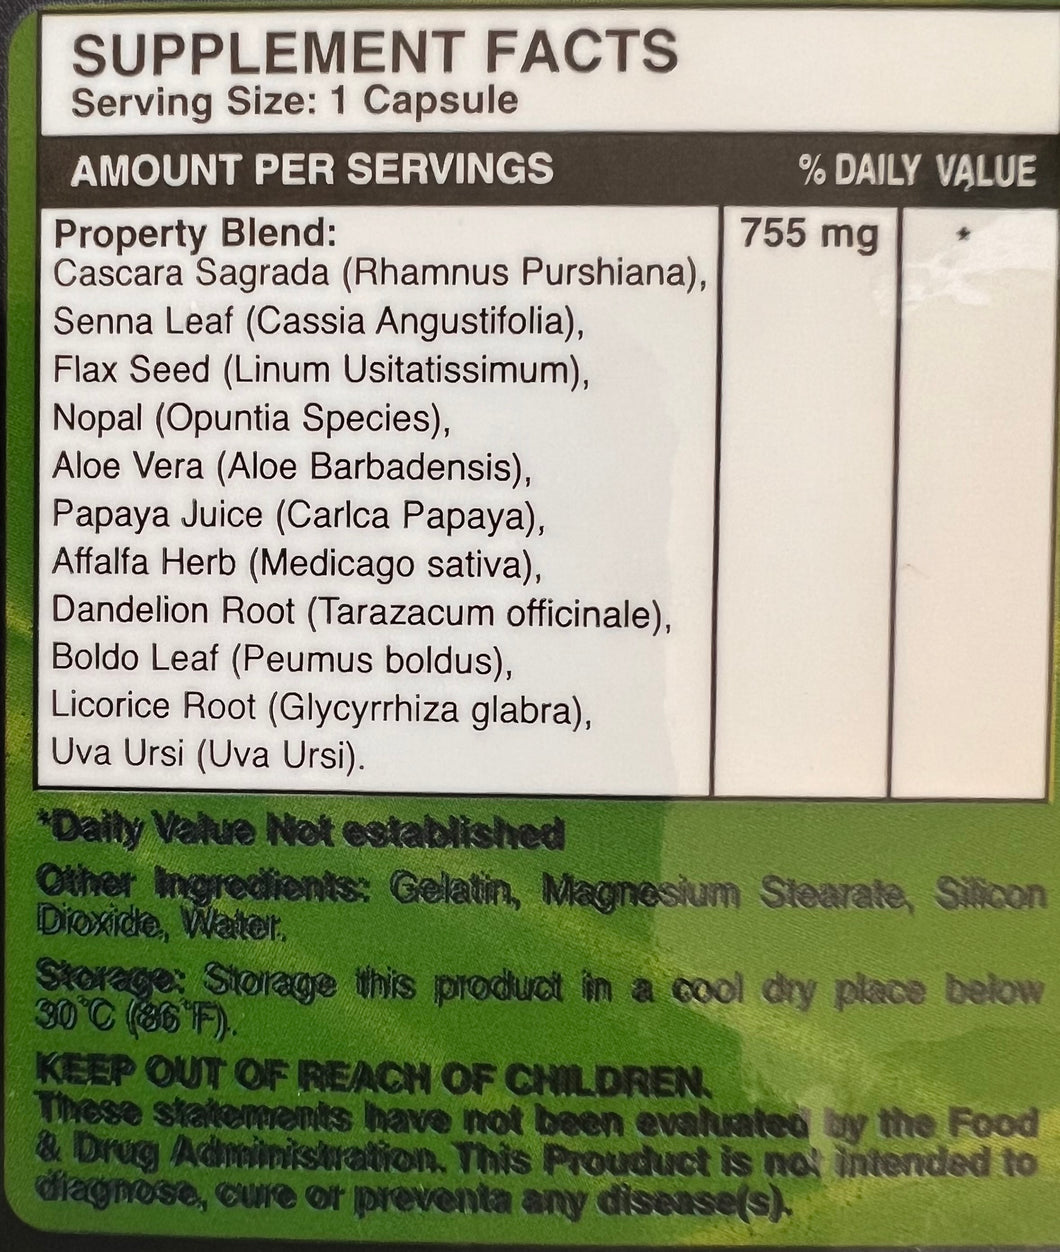 SUPPLEMENT FACTS
Serving Size: 1 Capsule
AMOUNT PER SERVINGS % DAILY VALUE
Property Blend: 755 mg *
Cascara Sagrada (Rhamnus Purshiana),
Senna Leaf (Cassia Angustifolia),
Flax Seed (Linum Usitatissimum),
Nopal (Opuntia Species),
Aloe Vera (Aloe Barbadensis),
Papaya Juice (Carlca Papaya),
Affalfa Herb (Medicago sativa),
Dandelion Root (Tarazacum officinale),
Boldo Leaf (Peumus boldus),
Licorice Root (Glycyrrhiza glabra),
Uva Ursi (Uva Ursi).
*Daily Value Not established
Other Ingredients: Gelatin, Magnesium Stearate, Silicon
Dioxide, Water.
Storage: Storage this product in a cool dry place below
30°C (86°F).
KEEP OUT OF REACH OF CHILDREN.
These statements have not been evaluated by the Food
& Drug Administration. This Prouduct is not intended to
diagnose, cure or preventa any disease(s).